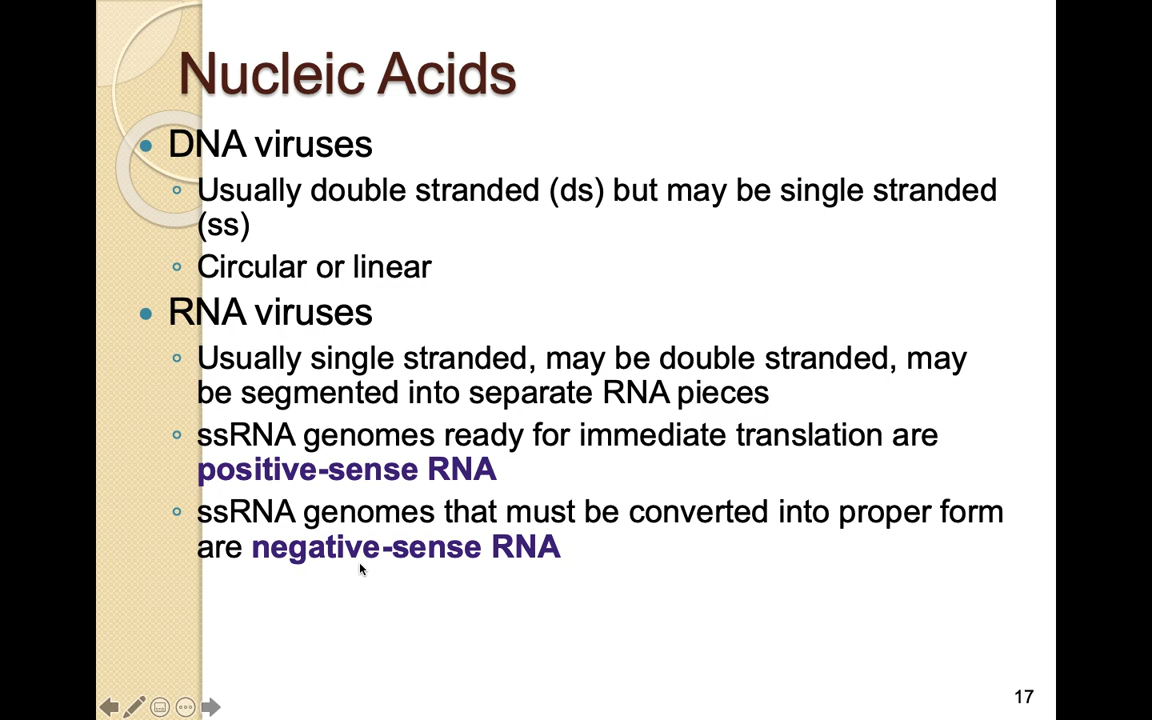 Nucleic Acids
• DNA viruses
◦ Usually double stranded (ds) but may be single stranded
(ss)
◦ Circular or linear
• RNA viruses
◦ Usually single stranded, may be double stranded, may
be segmented into separate RNA pieces
◦ ssRNA genomes ready for immediate translation are
positive-sense RNA
◦ ssRNA genomes that must be converted into proper form
are negative-sense RNA
17